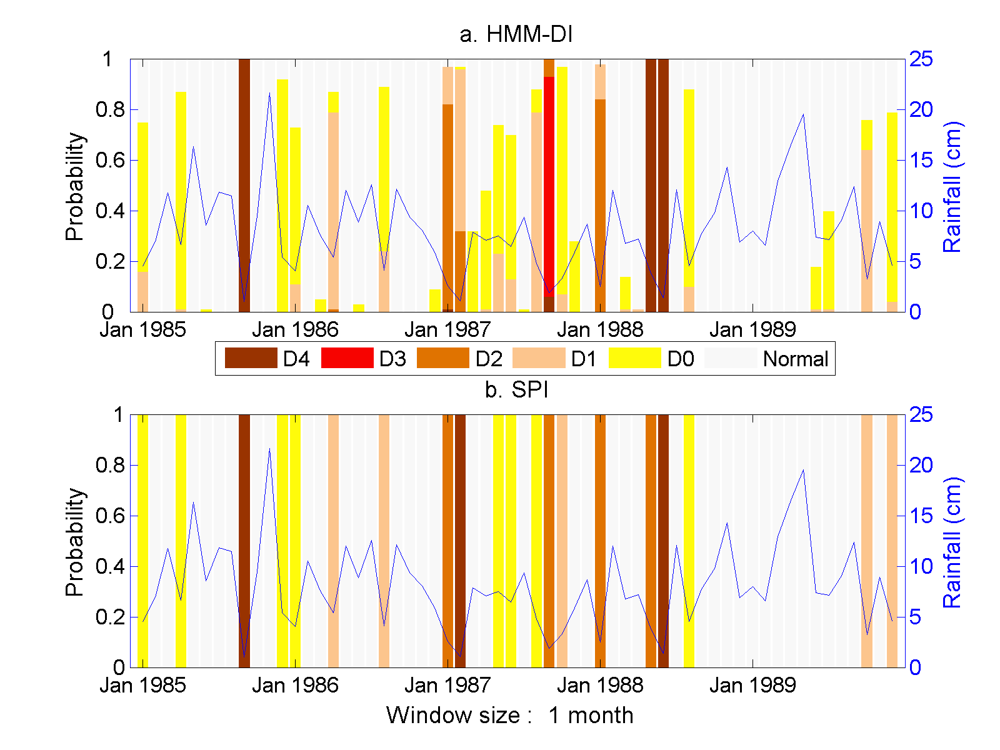 a. HMM-DI
1
0.8
0.6
0.4
0.2
0
Probability
25
20
15
10
5
0
Rainfall (cm)
Jan 1985 Jan 1986 Jan 1987 Jan 1988 Jan 1989
D4 D3 D2 D1 D0 Normal
b. SPI
1
0.8
0.6
0.4
0.2
0
Probability
25
20
15
10
5
0
Rainfall (cm)
Jan 1985 Jan 1986 Jan 1987 Jan 1988 Jan 1989
Window size : 1 month